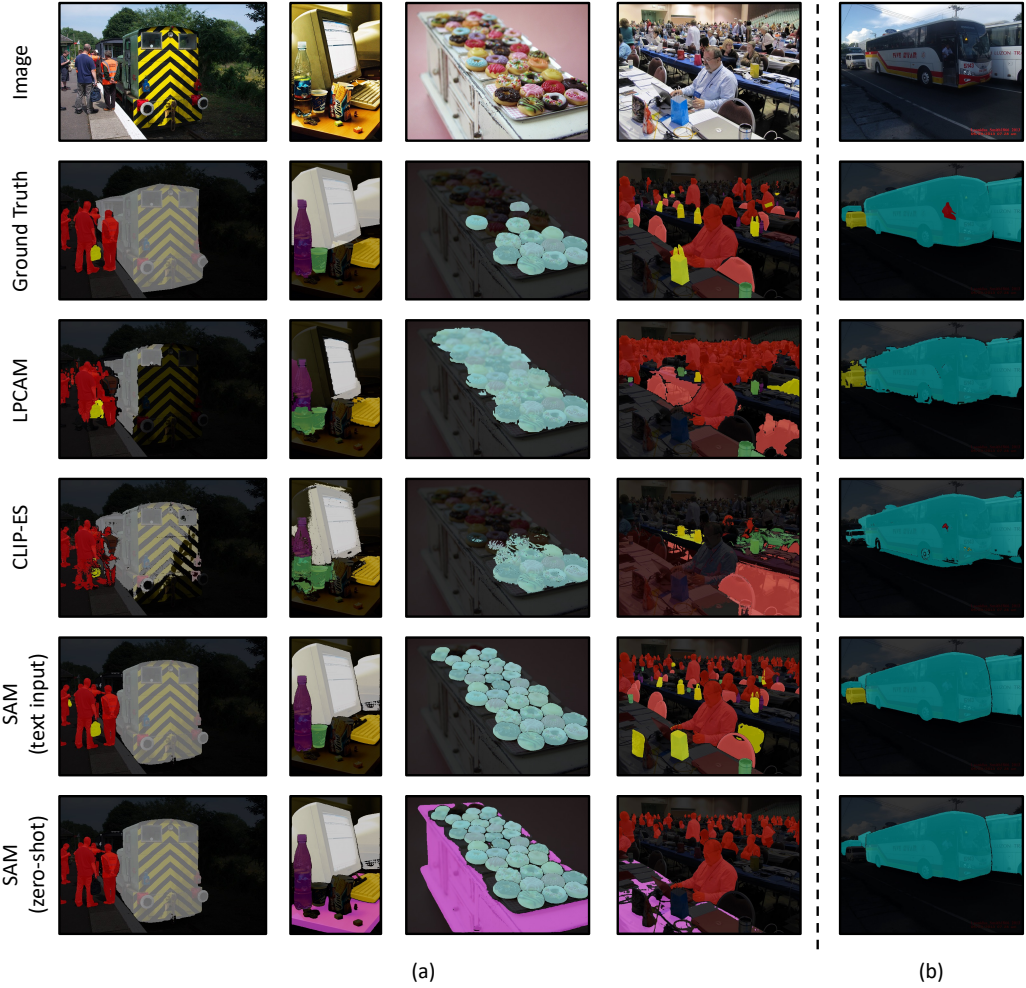 Image
Ground Truth
LPCAM
CLIP-ES
SAM
(text input)
SAM
(zero-shot)
(a)
(b)